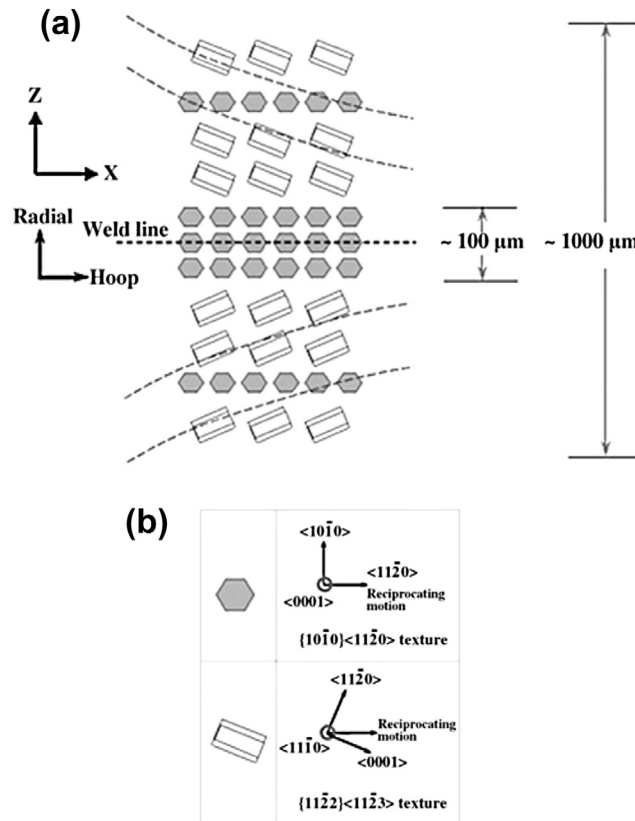 (a)
Z
X
Radial
Weld line
Hoop
~ 100 μm
~ 1000 μm
(b)
<101̄0>
<112̄0>
Reciprocating
motion
<0001>
{101̄0}<112̄0> texture
<112̄0>
Reciprocating
motion
<111̄0>
<0001>
{112̄2}<112̄3> texture